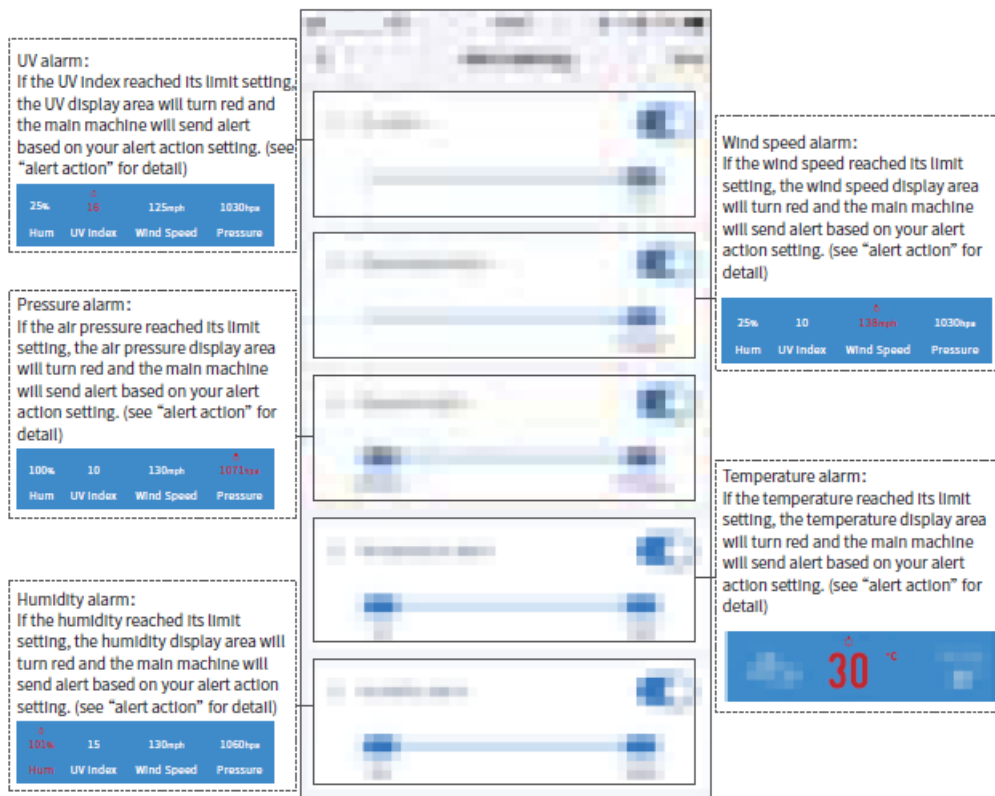 UV alarm:
If the UV index reached its limit setting,
the UV display area will turn red and
the main machine will send alert
based on your alert action setting. (see
“alert action” for detail)
25% 16 125mph 1030hpa
Hum UV Index Wind Speed Pressure
Pressure alarm:
If the air pressure reached its limit
setting, the air pressure display area
will turn red and the main machine
will send alert based on your alert
action setting. (see “alert action” for
detail)
100% 10 130mph 1071hpa
Hum UV Index Wind Speed Pressure
Humidity alarm:
If the humidity reached its limit
setting, the humidity display area will
turn red and the main machine will
send alert based on your alert action
setting. (see “alert action” for detail)
101% 15 130mph 1060hpa
Hum UV Index Wind Speed Pressure
Wind speed alarm:
If the wind speed reached its limit
setting, the wind speed display area
will turn red and the main machine
will send alert based on your alert
action setting. (see “alert action” for
detail)
25% 10 138mph 1030hpa
Hum UV Index Wind Speed Pressure
Temperature alarm:
If the temperature reached its limit
setting, the temperature display area
will turn red and the main machine
will send alert based on your alert
action setting. (see “alert action” for
detail)
30 °C